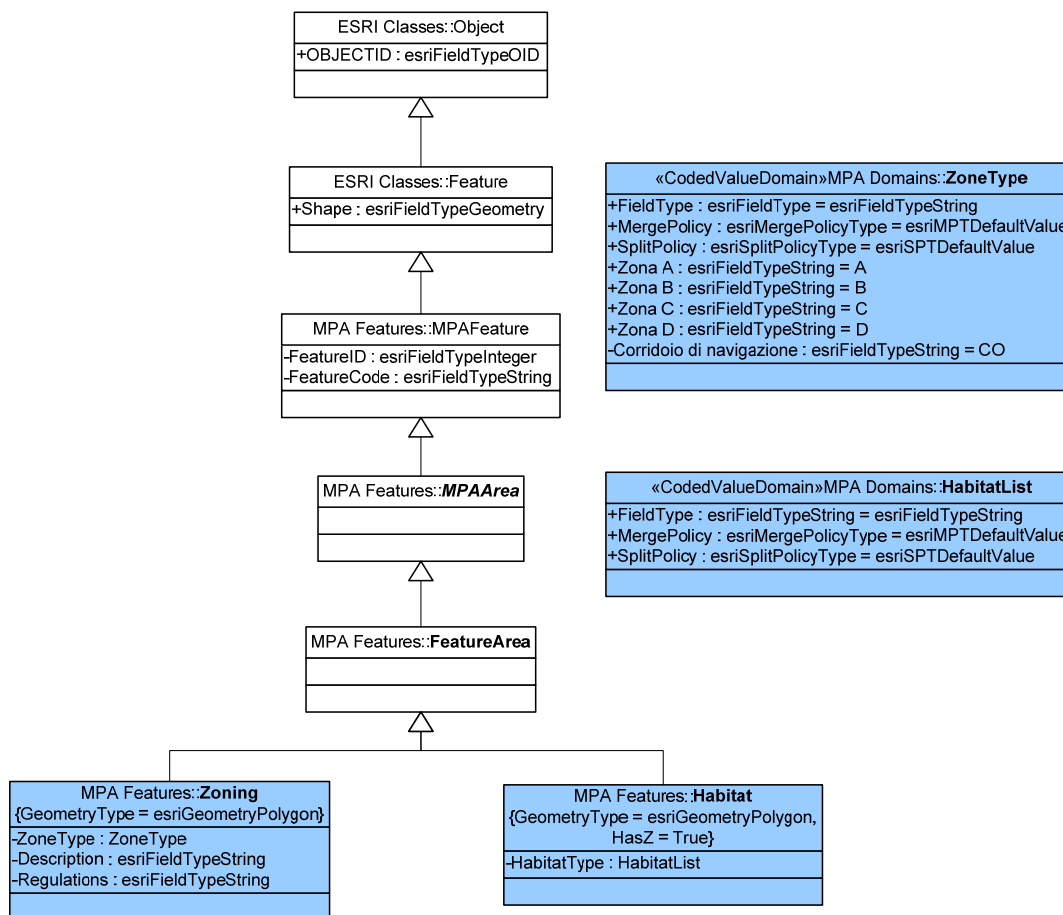 ESRI Classes::Object
+OBJECTID : esriFieldTypeOID
ESRI Classes::Feature
+Shape : esriFieldTypeGeometry
«CodedValueDomain»MPA Domains::ZoneType
+FieldType : esriFieldType = esriFieldTypeString
+MergePolicy : esriMergePolicyType = esriMPTDefaultValue
+SplitPolicy : esriSplitPolicyType = esriSPTDefaultValue
+Zona A : esriFieldTypeString = A
+Zona B : esriFieldTypeString = B
+Zona C : esriFieldTypeString = C
+Zona D : esriFieldTypeString = D
-Corridoio di navigazione : esriFieldTypeString = CO
MPA Features::MPAFeature
-FeatureID : esriFieldTypeInteger
-FeatureCode : esriFieldTypeString
MPA Features::MPAArea
«CodedValueDomain»MPA Domains::HabitatList
+FieldType : esriFieldTypeString = esriFieldTypeString
+MergePolicy : esriMergePolicyType = esriMPTDefaultValue
+SplitPolicy : esriSplitPolicyType = esriSPTDefaultValue
MPA Features::FeatureArea
MPA Features::Zoning
{GeometryType = esriGeometryPolygon}
-ZoneType : ZoneType
-Description : esriFieldTypeString
-Regulations : esriFieldTypeString
MPA Features::Habitat
{GeometryType = esriGeometryPolygon,
HasZ = True}
-HabitatType : HabitatList